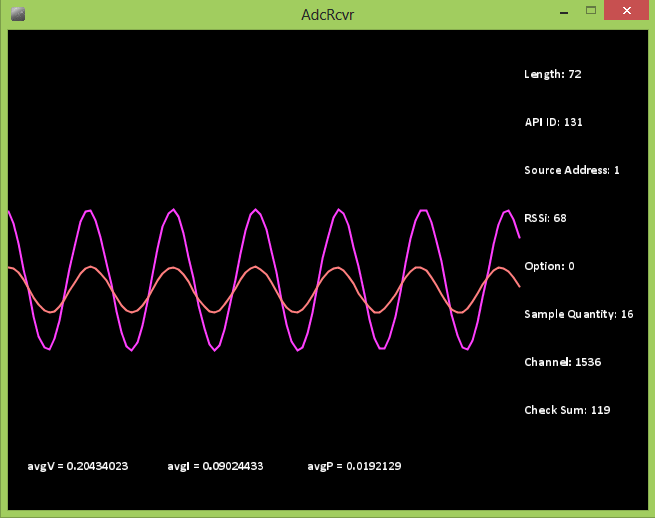 AdcRcvr
Length: 72
API ID: 131
Source Address: 1
RSSi: 68
Option: 0
Sample Quantity: 16
Channel: 1536
Check Sum: 119
avgV = 0.20434023 avgI = 0.09024433 avgP = 0.0192129